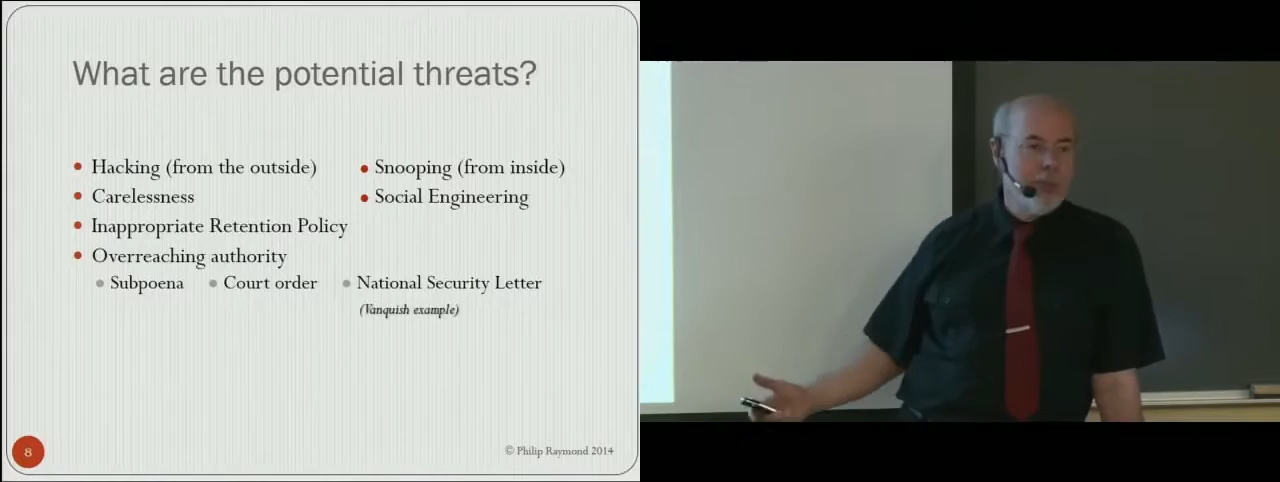 What are the potential threats?
• Hacking (from the outside) • Snooping (from inside)
• Carelessness • Social Engineering
• Inappropriate Retention Policy
• Overreaching authority
• Subpoena • Court order • National Security Letter
(Vanquish example)
8 © Philip Raymond 2014